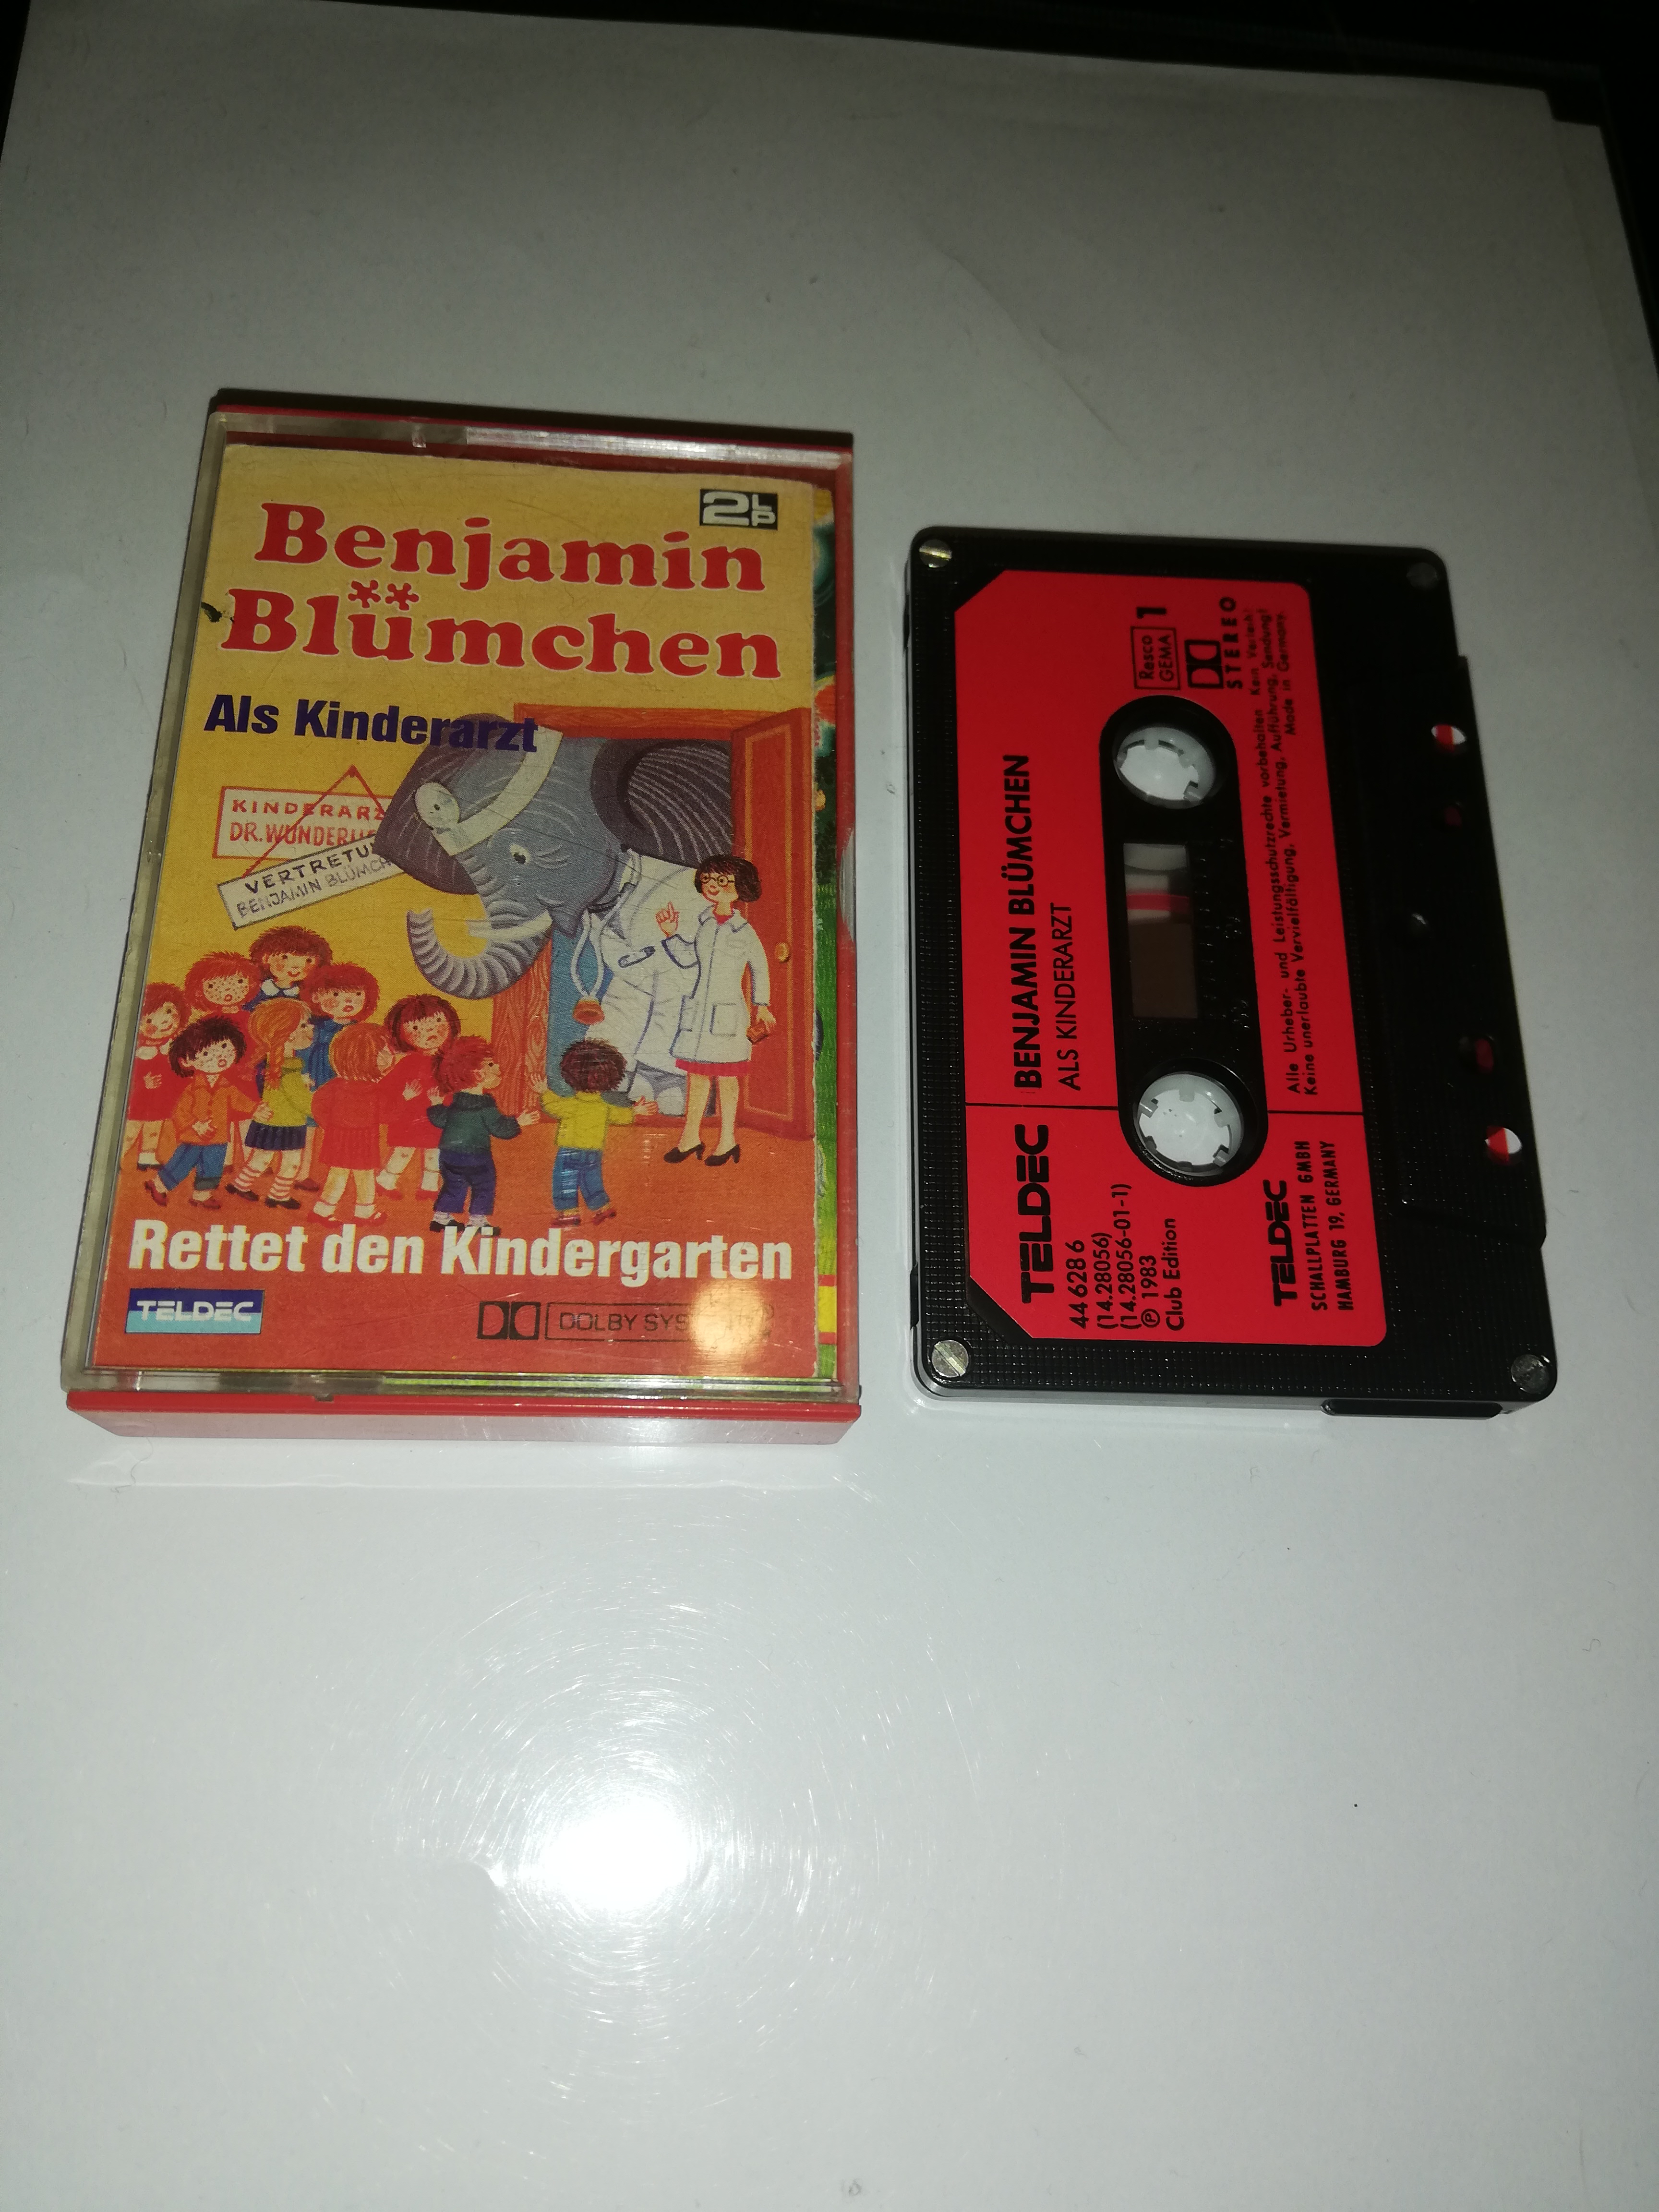 2LP
Benjamin
Blümchen
Als Kinderarzt
KINDERARZ
DR. WUNDERLI
VERTRETU
BENJAMIN BLÜMCH
Rettet den Kindergarten
TELDEC
DOLBY SYS
TELDEC
BENJAMIN BLÜMCHEN
ALS KINDERARZT
44 628 6
(14.28056)
(14.28056-01-1)
℗ 1983
Club Edition
Resco
GEMA
1
STEREO
TELDEC
SCHALLPLATTEN GMBH
HAMBURG 19, GERMANY
Alle Urheber- und Leistungsschutzrechte vorbehalten. Kein Verleih!
Keine unerlaubte Vervielfältigung, Vermietung, Aufführung, Sendung!
Made in Germany.